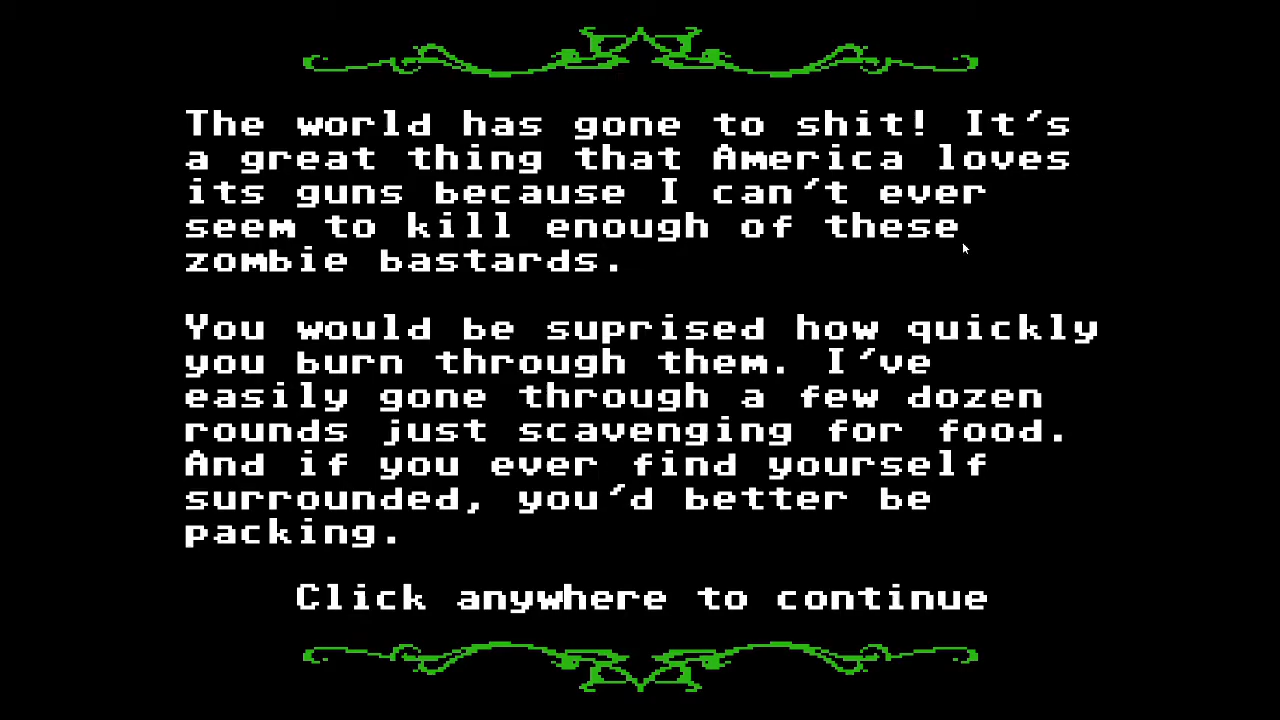 The world has gone to shit! It's
a great thing that America loves
its guns because I can't ever
seem to kill enough of these
zombie bastards.
You would be suprised how quickly
you burn through them. I've
easily gone through a few dozen
rounds just scavenging for food.
And if you ever find yourself
surrounded, you'd better be
packing.
Click anywhere to continue